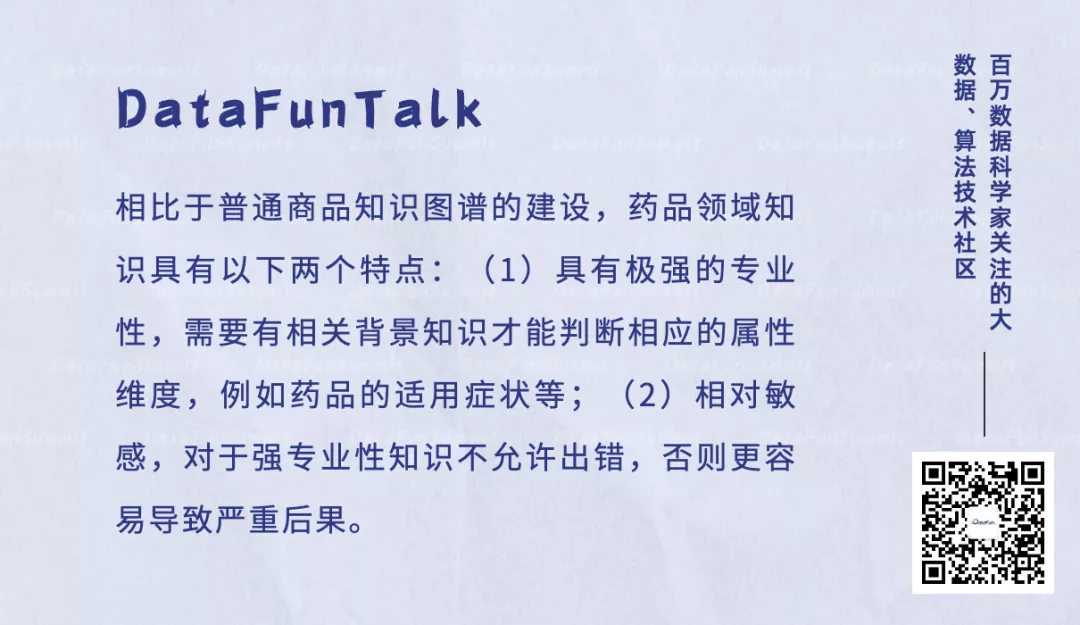 DataFunTalk
相比于普通商品知识图谱的建设，药品领域知
识具有以下两个特点：（1）具有极强的专业
性，需要有相关背景知识才能判断相应的属性
维度，例如药品的适用症状等；（2）相对敏
感，对于强专业性知识不允许出错，否则更容
易导致严重后果。
百万数据科学家关注的大
数据、算法技术社区